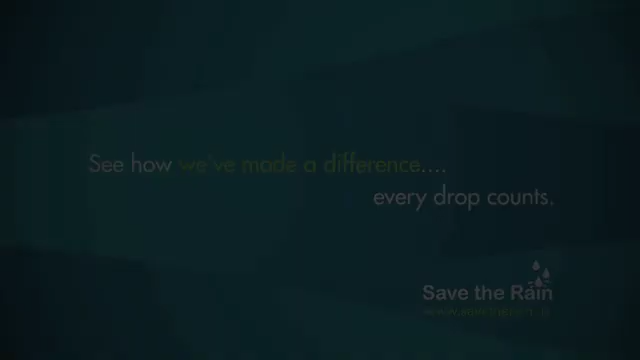 See how we've made a difference....
every drop counts.
Save the Rain